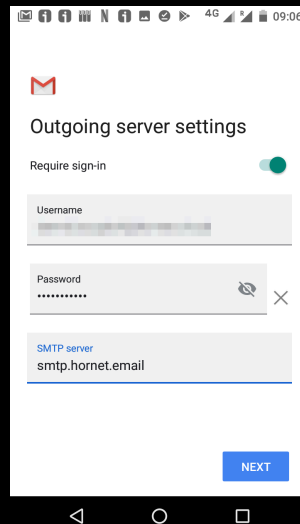 4G R 09:06
Outgoing server settings
Require sign-in
Username
Password
•••••••••••
SMTP server
smtp.hornet.email
NEXT